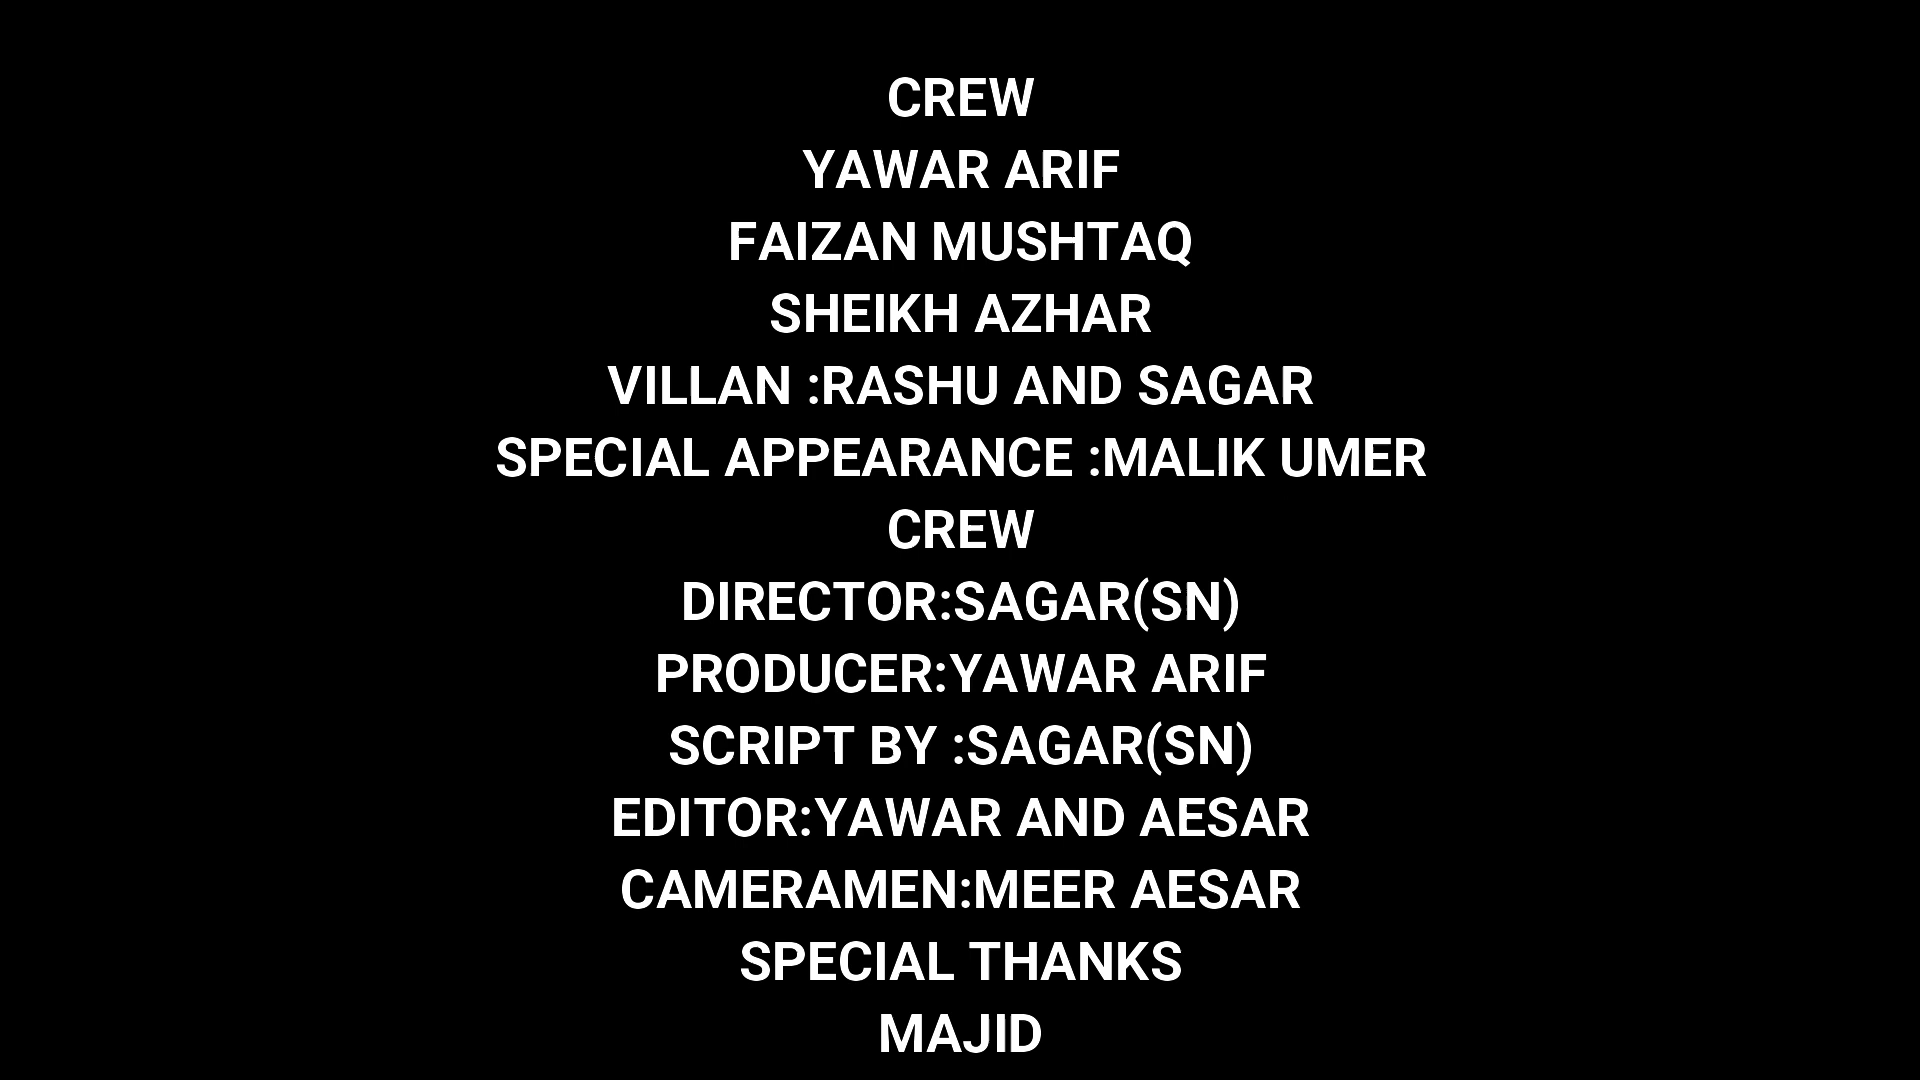 CREW
YAWAR ARIF
FAIZAN MUSHTAQ
SHEIKH AZHAR
VILLAN :RASHU AND SAGAR
SPECIAL APPEARANCE :MALIK UMER
CREW
DIRECTOR:SAGAR(SN)
PRODUCER:YAWAR ARIF
SCRIPT BY :SAGAR(SN)
EDITOR:YAWAR AND AESAR
CAMERAMEN:MEER AESAR
SPECIAL THANKS
MAJID